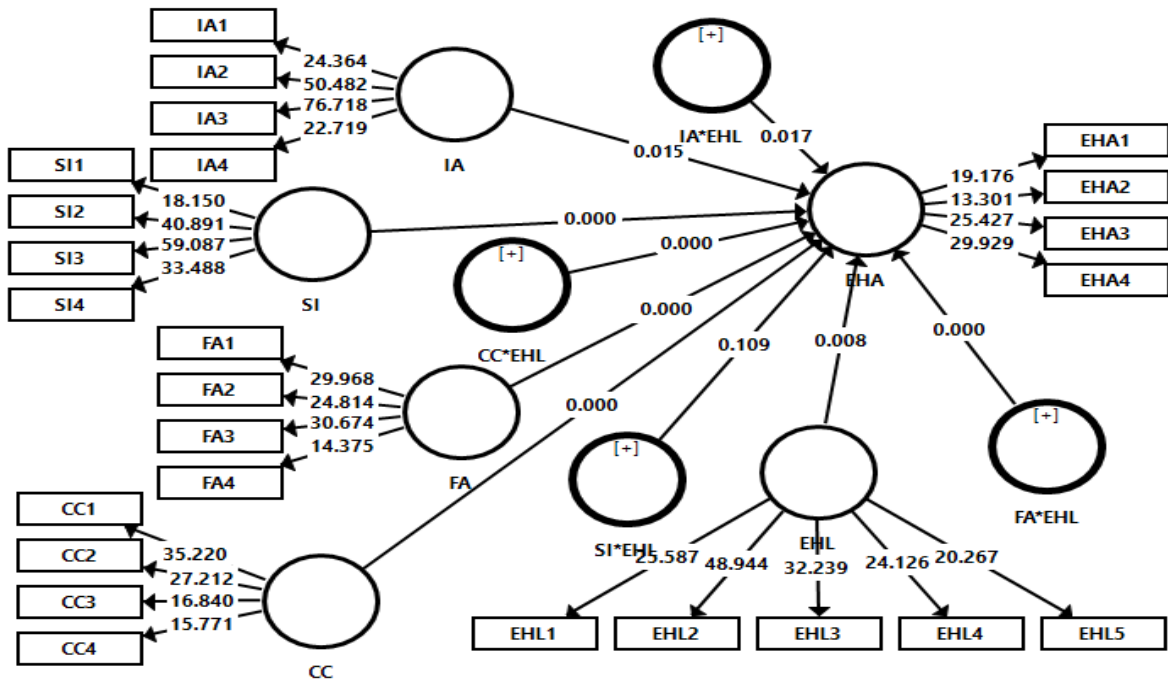 IA1
IA2
IA3
IA4
24.364
50.482
76.718
22.719
IA
[+]
IA*EHL
0.017
0.015
SI1
SI2
SI3
SI4
18.150
40.891
59.087
33.488
SI
0.000
[+]
CC*EHL
0.000
EHA
19.176
13.301
25.427
29.929
EHA1
EHA2
EHA3
EHA4
FA1
FA2
FA3
FA4
29.968
24.814
30.674
14.375
FA
0.000
0.109
0.008
0.000
0.000
[+]
SI*EHL
EHL
[+]
FA*EHL
CC1
CC2
CC3
CC4
35.220
27.212
16.840
15.771
CC
25.587
48.944
32.239
24.126
20.267
EHL1
EHL2
EHL3
EHL4
EHL5